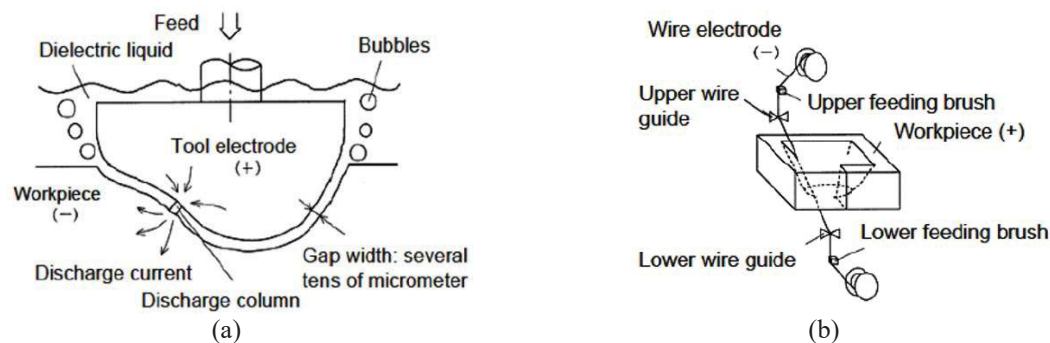 Feed
Dielectric liquid
Bubbles
Tool electrode
(+)
Workpiece
(−)
Discharge current
Discharge column
Gap width: several
tens of micrometer
(a)
Wire electrode
(−)
Upper wire
guide
Upper feeding brush
Workpiece (+)
Lower feeding brush
Lower wire guide
(b)